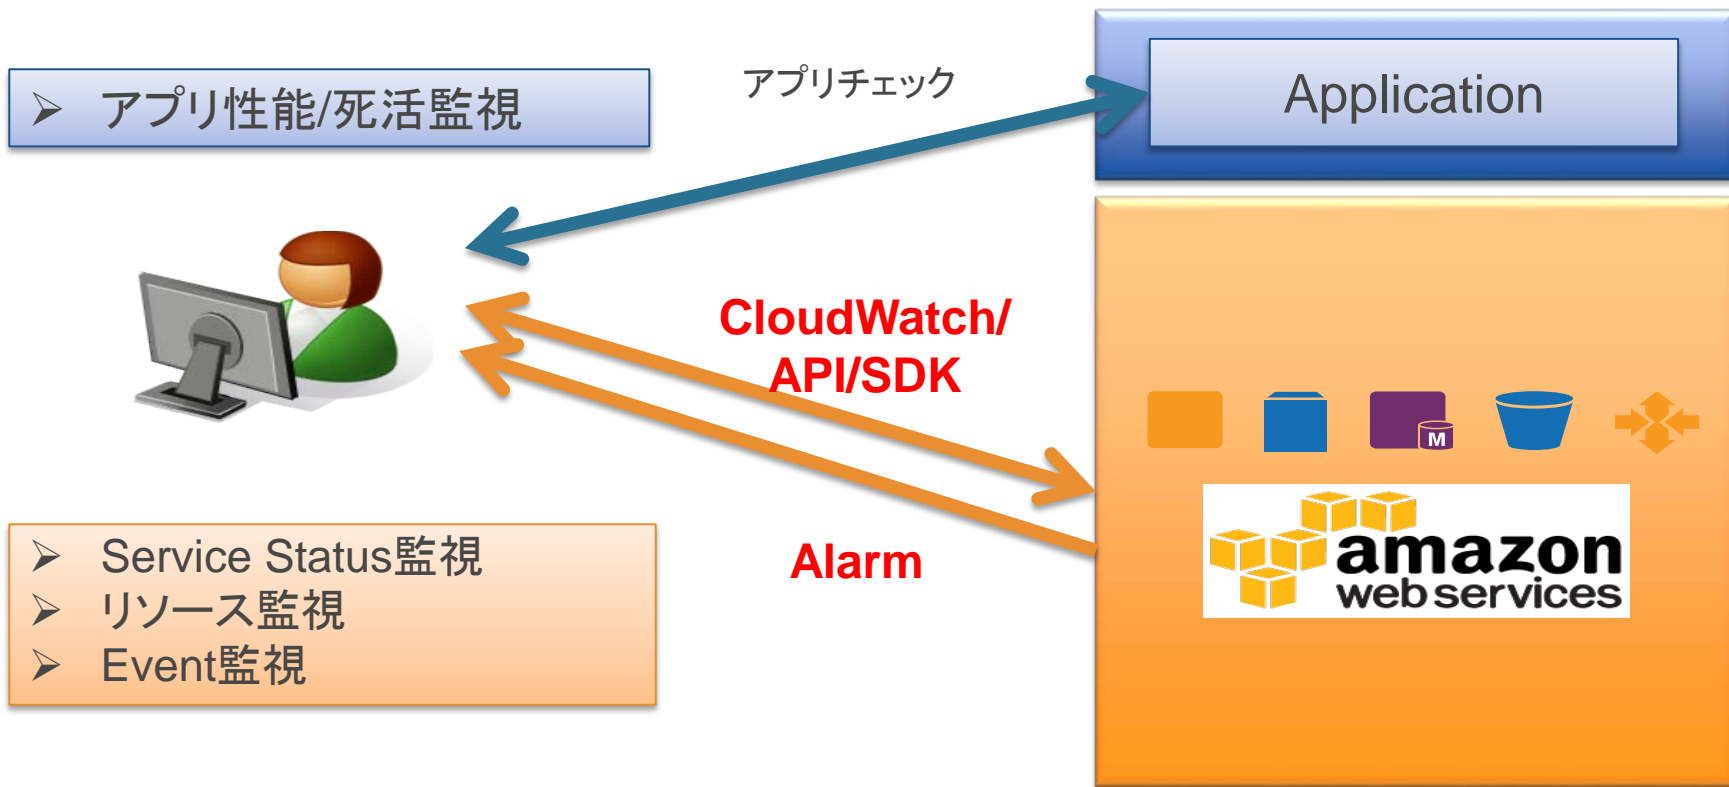 ➢ アプリ性能/死活監視
アプリチェック
Application
CloudWatch/
API/SDK
M
amazon
web services
Alarm
➢ Service Status監視
➢ リソース監視
➢ Event監視